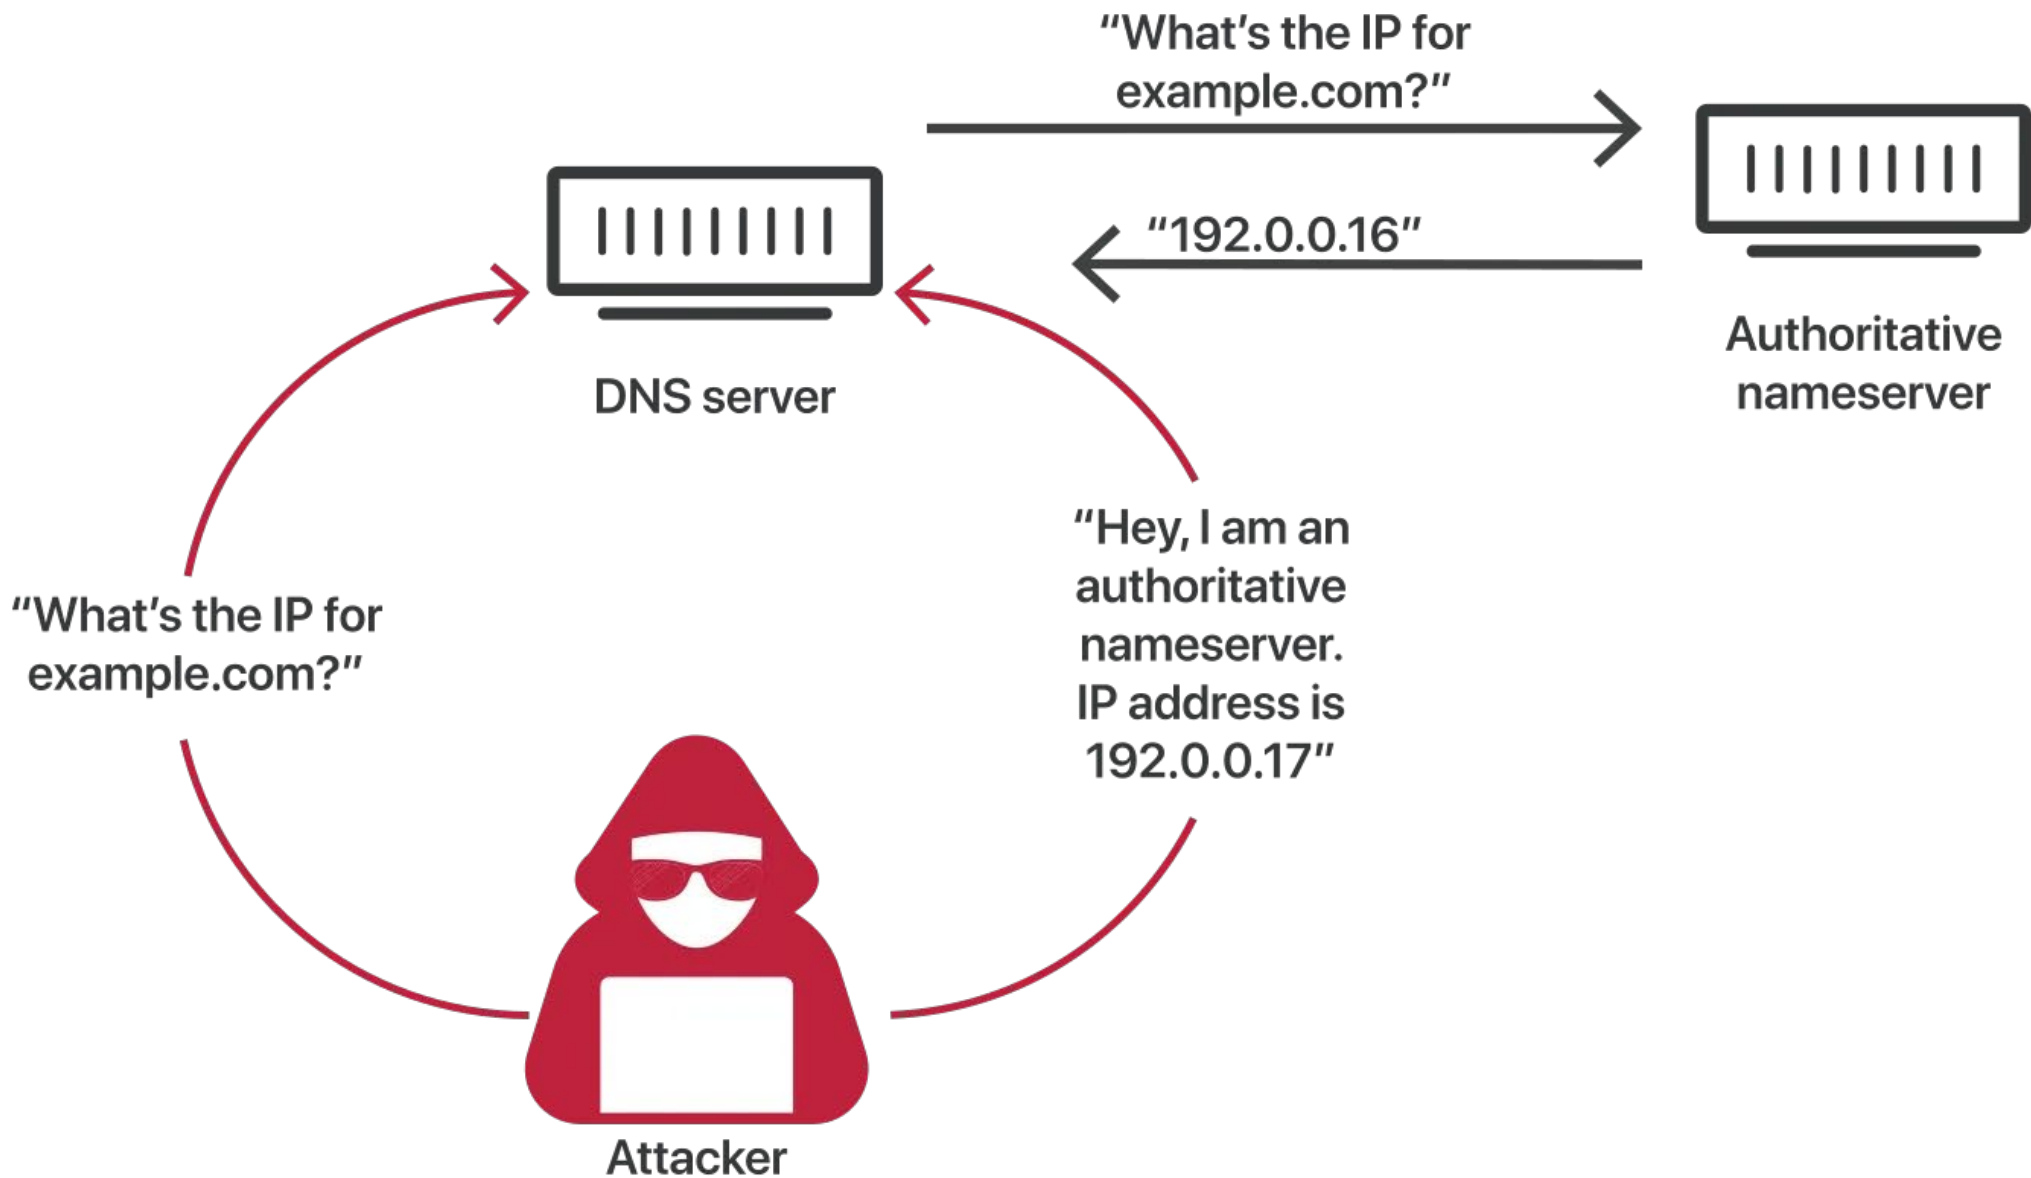 “What’s the IP for
example.com?”
“192.0.0.16”
DNS server
Authoritative
nameserver
“Hey, I am an
authoritative
nameserver.
IP address is
192.0.0.17”
“What’s the IP for
example.com?”
Attacker